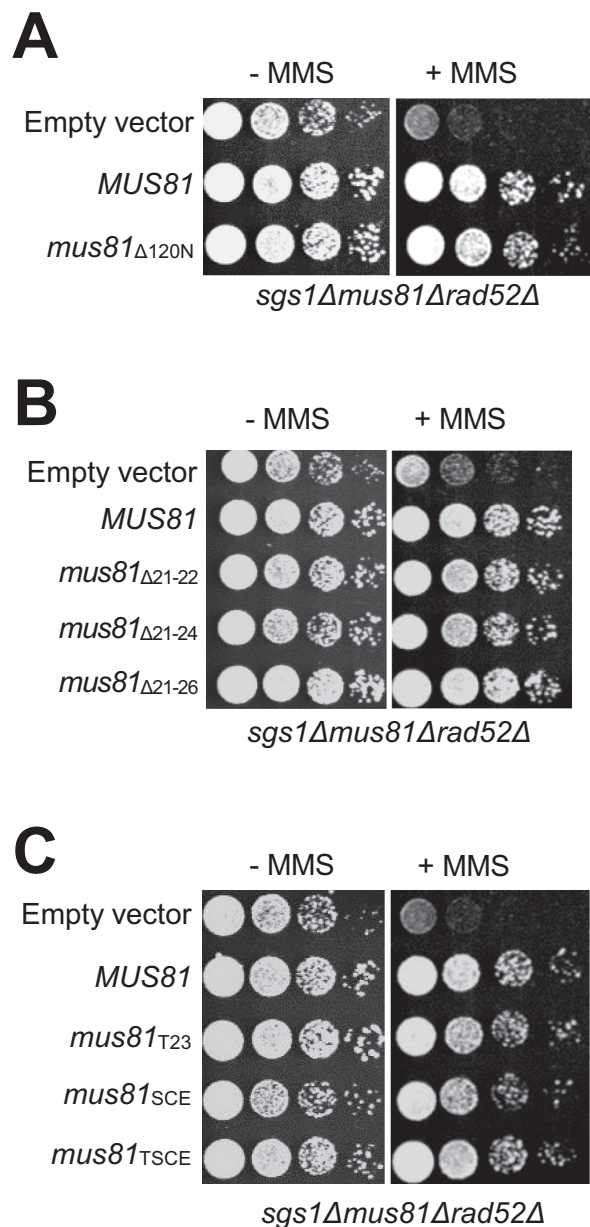 A
- MMS + MMS
Empty vector
MUS81
mus81Δ120N
sgs1Δmus81Δrad52Δ
B
- MMS + MMS
Empty vector
MUS81
mus81Δ21-22
mus81Δ21-24
mus81Δ21-26
sgs1Δmus81Δrad52Δ
C
- MMS + MMS
Empty vector
MUS81
mus81T23
mus81SCE
mus81TSCE
sgs1Δmus81Δrad52Δ